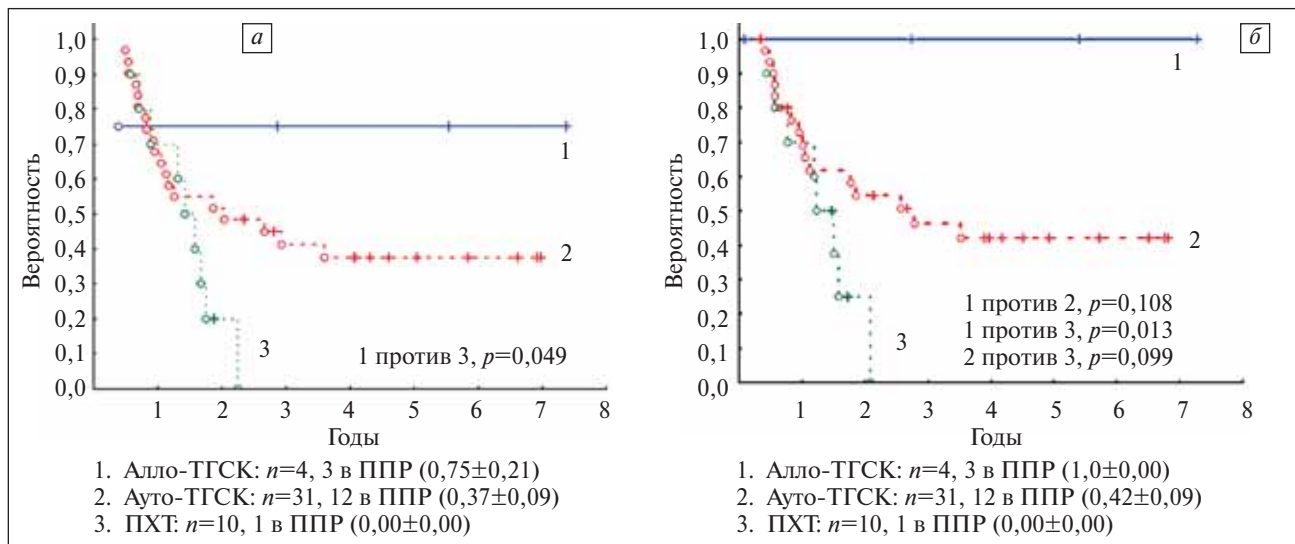 а
Вероятность
1,0
0,9
0,8
0,7
0,6
0,5
0,4
0,3
0,2
0,1
0,0
1
2
3
1 против 3, p=0,049
1 2 3 4 5 6 7 8
Годы
1. Алло-ТГСК: n=4, 3 в ППР (0,75±0,21)
2. Ауто-ТГСК: n=31, 12 в ППР (0,37±0,09)
3. ПХТ: n=10, 1 в ППР (0,00±0,00)
б
Вероятность
1,0
0,9
0,8
0,7
0,6
0,5
0,4
0,3
0,2
0,1
0,0
1
2
3
1 против 2, p=0,108
1 против 3, p=0,013
2 против 3, p=0,099
1 2 3 4 5 6 7 8
Годы
1. Алло-ТГСК: n=4, 3 в ППР (1,0±0,00)
2. Ауто-ТГСК: n=31, 12 в ППР (0,42±0,09)
3. ПХТ: n=10, 1 в ППР (0,00±0,00)